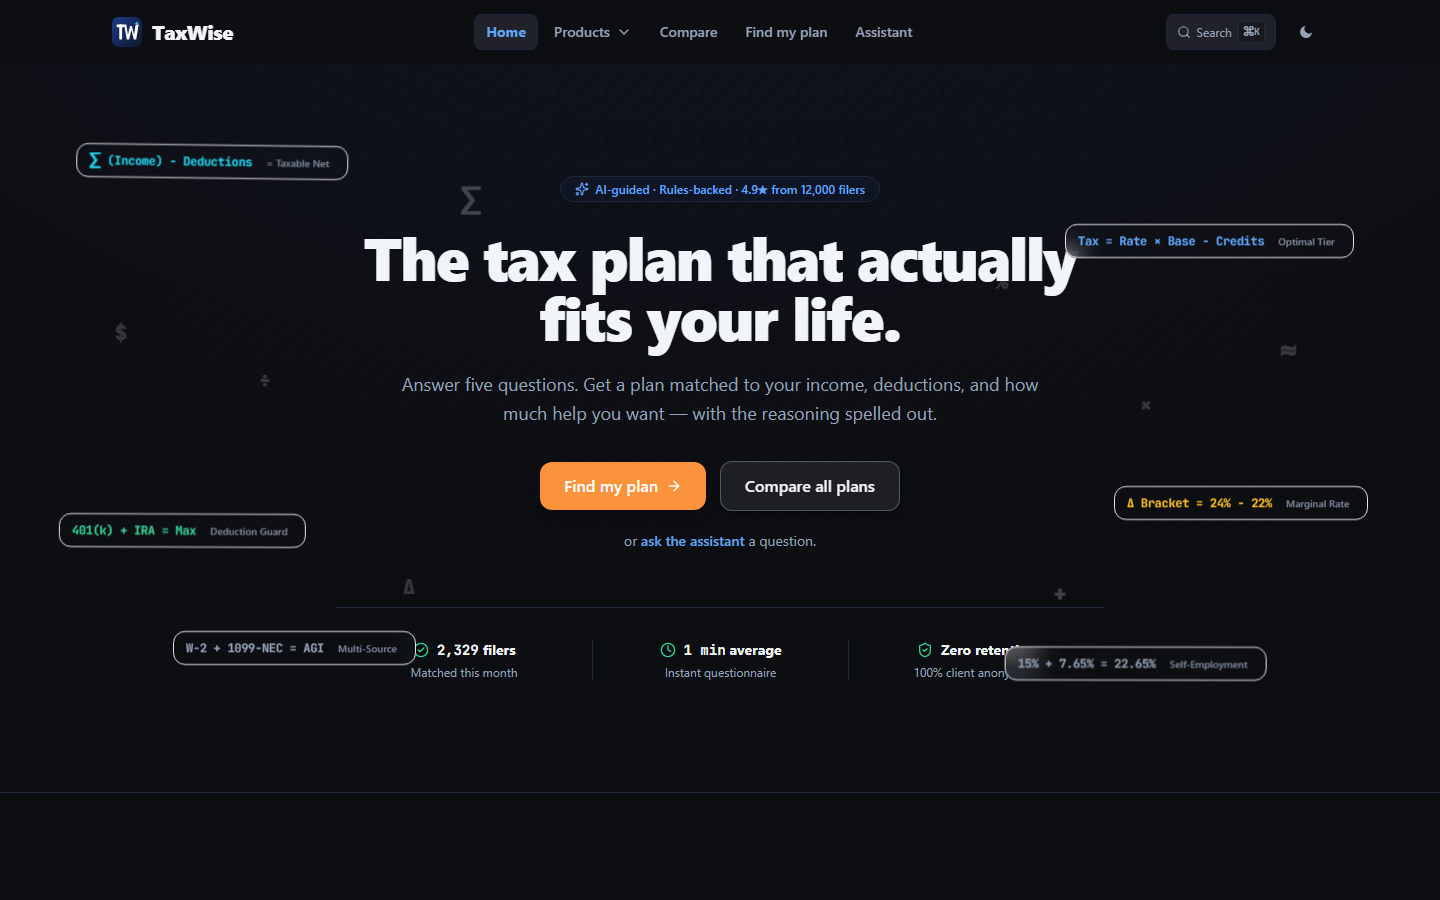 TW TaxWise
Home Products Compare Find my plan Assistant
Search ⌘K
Σ (Income) - Deductions = Taxable Net
Σ
AI-guided · Rules-backed · 4.9★ from 12,000 filers
Tax = Rate × Base - Credits Optimal Tier
The tax plan that actually
%
fits your life.
$
≈
÷
Answer five questions. Get a plan matched to your income, deductions, and how
×
much help you want — with the reasoning spelled out.
Find my plan →
Compare all plans
Δ Bracket = 24% - 22% Marginal Rate
401(k) + IRA = Max Deduction Guard
or ask the assistant a question.
Δ
+
W-2 + 1099-NEC = AGI Multi-Source
2,329 filers
Matched this month
1 min average
Instant questionnaire
Zero
100% client
15% + 7.65% = 22.65% Self-Employment